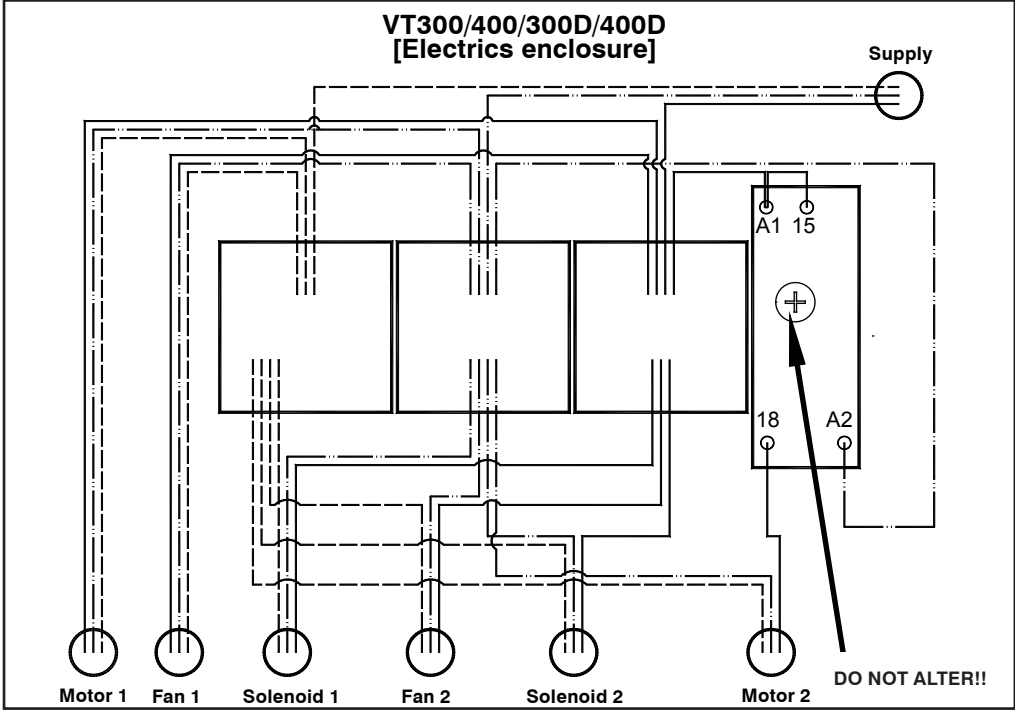 VT300/400/300D/400D
[Electrics enclosure]
Supply
A1 15
18 A2
DO NOT ALTER!!
Motor 1 Fan 1 Solenoid 1 Fan 2 Solenoid 2 Motor 2